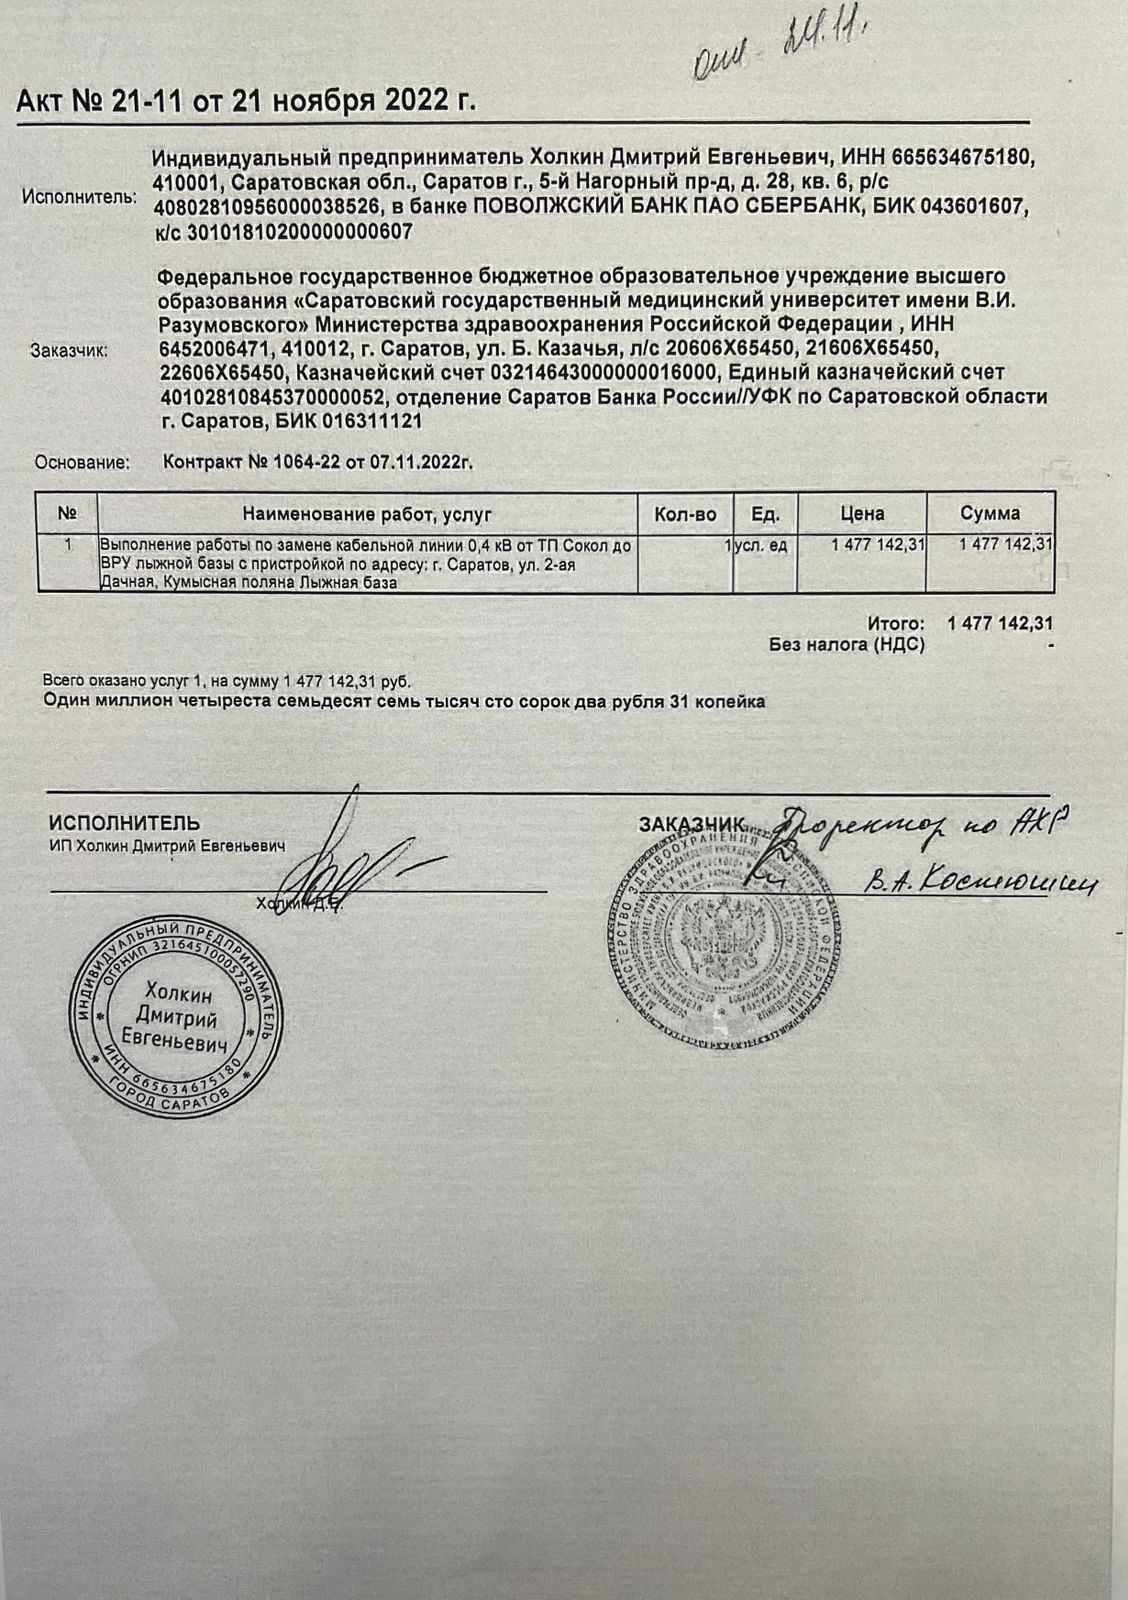 опл - 24.11.
Акт № 21-11 от 21 ноября 2022 г.
Исполнитель:
Индивидуальный предприниматель Холкин Дмитрий Евгеньевич, ИНН 665634675180,
410001, Саратовская обл., Саратов г., 5-й Нагорный пр-д, д. 28, кв. 6, р/с
40802810956000038526, в банке ПОВОЛЖСКИЙ БАНК ПАО СБЕРБАНК, БИК 043601607,
к/с 30101810200000000607
Заказчик:
Федеральное государственное бюджетное образовательное учреждение высшего
образования «Саратовский государственный медицинский университет имени В.И.
Разумовского» Министерства здравоохранения Российской Федерации , ИНН
6452006471, 410012, г. Саратов, ул. Б. Казачья, л/с 20606Х65450, 21606Х65450,
22606Х65450, Казначейский счет 03214643000000016000, Единый казначейский счет
40102810845370000052, отделение Саратов Банка России//УФК по Саратовской области
г. Саратов, БИК 016311121
Основание: Контракт № 1064-22 от 07.11.2022г.
№ Наименование работ, услуг Кол-во Ед. Цена Сумма
1 Выполнение работы по замене кабельной линии 0,4 кВ от ТП Сокол до 1 усл. ед 1 477 142,31 1 477 142,31
ВРУ лыжной базы с пристройкой по адресу: г. Саратов, ул. 2-ая
Дачная, Кумысная поляна Лыжная база
Итого: 1 477 142,31
Без налога (НДС) -
Всего оказано услуг 1, на сумму 1 477 142,31 руб.
Один миллион четыреста семьдесят семь тысяч сто сорок два рубля 31 копейка
ИСПОЛНИТЕЛЬ
ИП Холкин Дмитрий Евгеньевич
Холкин Д.Е.
ЗАКАЗЧИК Проректор по АХР
В.А. Костюшин
ИНДИВИДУАЛЬНЫЙ ПРЕДПРИНИМАТЕЛЬ
ОГРНИП 321645100057290
Холкин
Дмитрий
Евгеньевич
ИНН 665634675180
ГОРОД САРАТОВ
МИНИСТЕРСТВО ЗДРАВООХРАНЕНИЯ РОССИЙСКОЙ ФЕДЕРАЦИИ